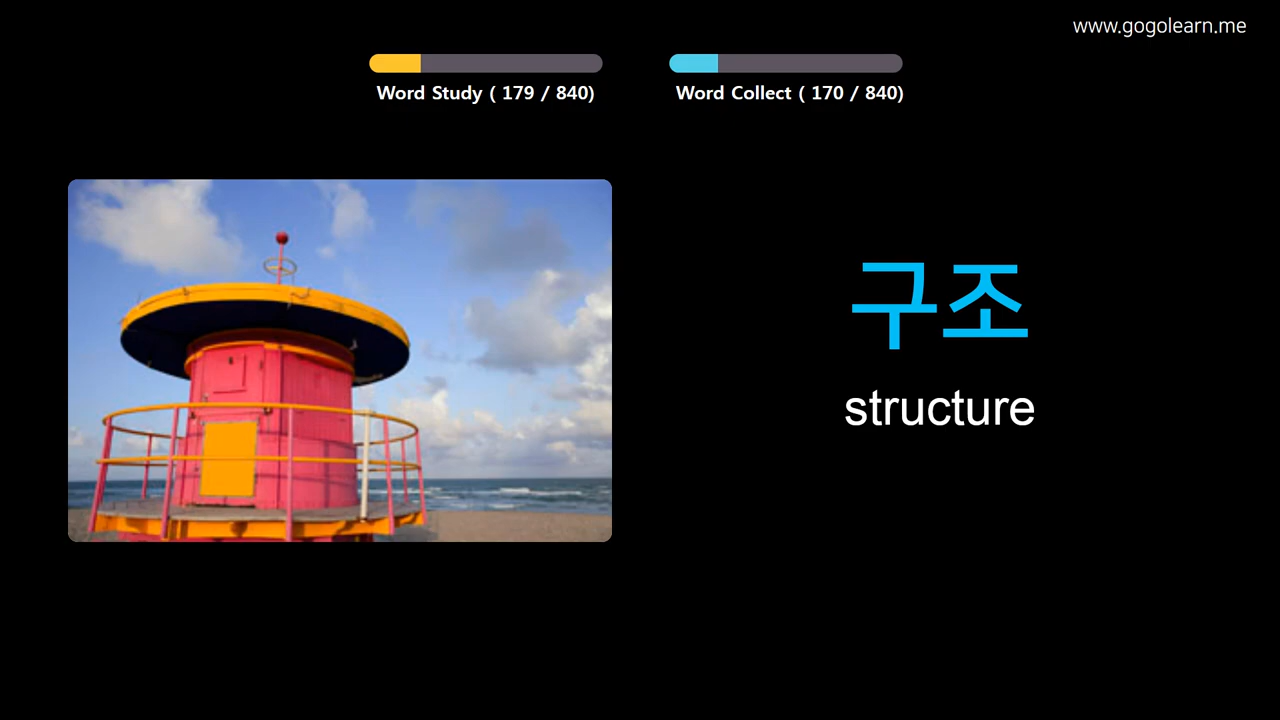 www.gogolearn.me
Word Study ( 179 / 840)
Word Collect ( 170 / 840)
구조
structure